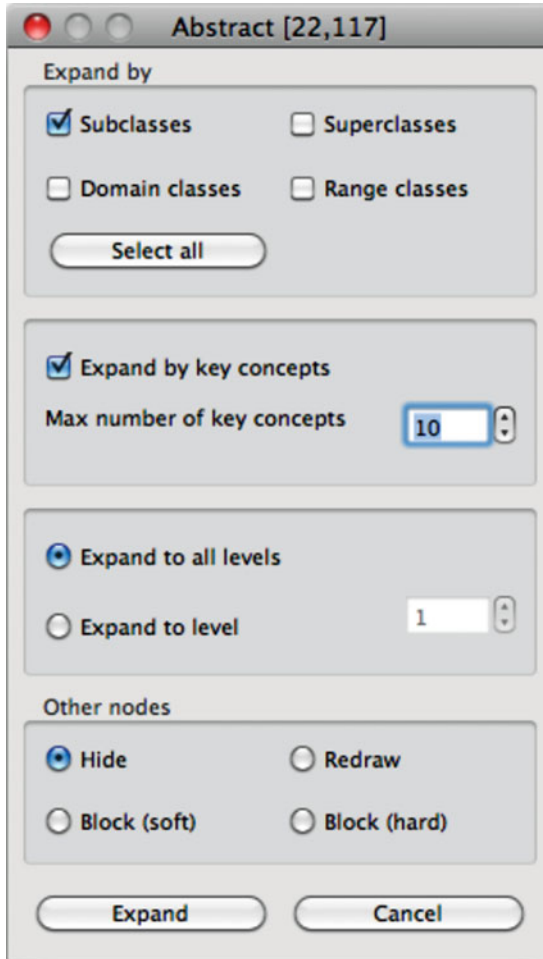 Abstract [22,117]
Expand by
Subclasses Superclasses
Domain classes Range classes
Select all
Expand by key concepts
Max number of key concepts 10
Expand to all levels
Expand to level 1
Other nodes
Hide Redraw
Block (soft) Block (hard)
Expand Cancel